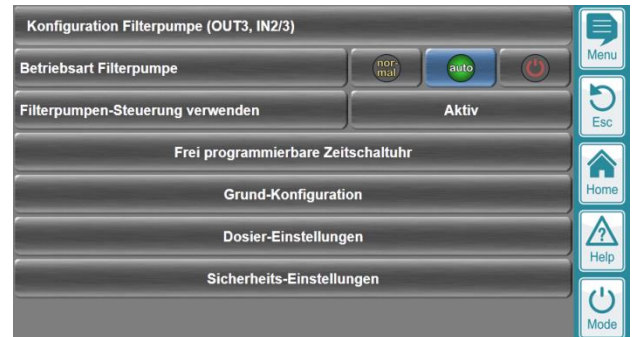 Konfiguration Filterpumpe (OUT3, IN2/3)
Menu
Betriebsart Filterpumpe
nor-
mal
auto
Filterpumpen-Steuerung verwenden
Aktiv
Esc
Frei programmierbare Zeitschaltuhr
Grund-Konfiguration
Home
Dosier-Einstellungen
?
Help
Sicherheits-Einstellungen
Mode